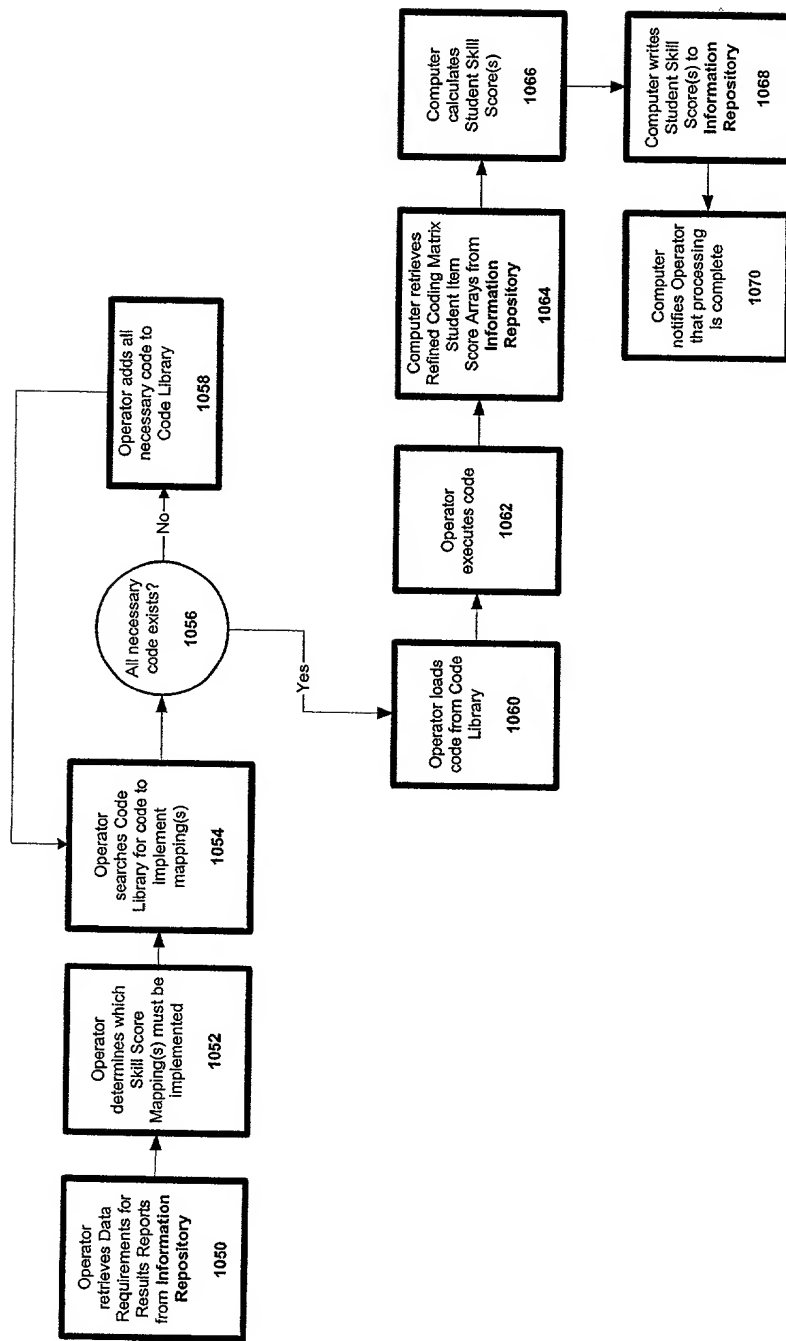 Operator
retrieves Data
Requirements for
Results Reports
from Information
Repository
1050
Operator
determines which
Skill Score
Mapping(s) must be
implemented
1052
Operator
searches Code
Library for code to
implement
mapping(s)
1054
All necessary
code exists?
1056
No
Operator adds all
necessary code to
Code Library
1058
Yes
Operator loads
code from Code
Library
1060
Operator
executes code
1062
Computer retrieves
Refined Coding Matrix
Student Item
Score Arrays from
Information
Repository
1064
Computer
calculates
Student Skill
Score(s)
1066
Computer writes
Student Skill
Score(s) to
Information
Repository
1068
Computer
notifies Operator
that processing
is complete
1070